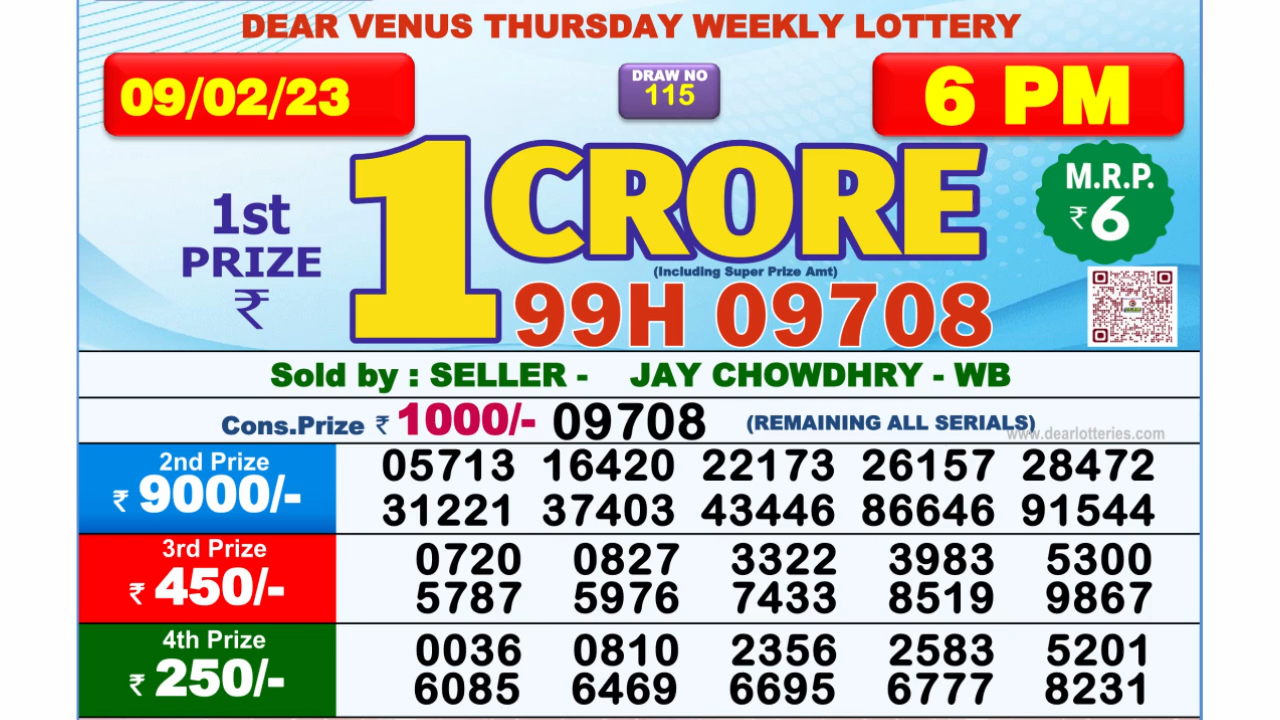 DEAR VENUS THURSDAY WEEKLY LOTTERY
09/02/23
DRAW NO
115
6 PM
1st
PRIZE
₹
1 CRORE
(Including Super Prize Amt)
99H 09708
M.R.P.
₹ 6
Sold by : SELLER - JAY CHOWDHRY - WB
Cons.Prize ₹ 1000/- 09708 (REMAINING ALL SERIALS)
www.dearlotteries.com
2nd Prize
₹ 9000/-
05713 16420 22173 26157 28472
31221 37403 43446 86646 91544
3rd Prize
₹ 450/-
0720 0827 3322 3983 5300
5787 5976 7433 8519 9867
4th Prize
₹ 250/-
0036 0810 2356 2583 5201
6085 6469 6695 6777 8231